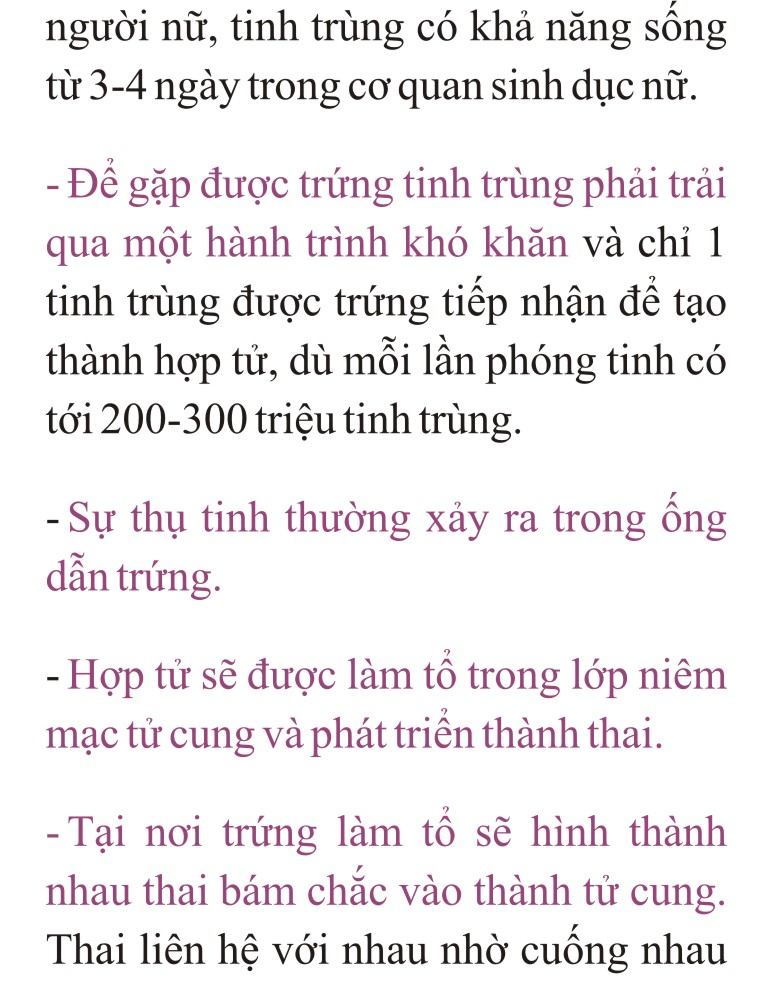 người nữ, tinh trùng có khả năng sống
từ 3-4 ngày trong cơ quan sinh dục nữ.
- Để gặp được trứng tinh trùng phải trải
qua một hành trình khó khăn và chỉ 1
tinh trùng được trứng tiếp nhận để tạo
thành hợp tử, dù mỗi lần phóng tinh có
tới 200-300 triệu tinh trùng.
- Sự thụ tinh thường xảy ra trong ống
dẫn trứng.
- Hợp tử sẽ được làm tổ trong lớp niêm
mạc tử cung và phát triển thành thai.
- Tại nơi trứng làm tổ sẽ hình thành
nhau thai bám chắc vào thành tử cung.
Thai liên hệ với nhau nhờ cuống nhau